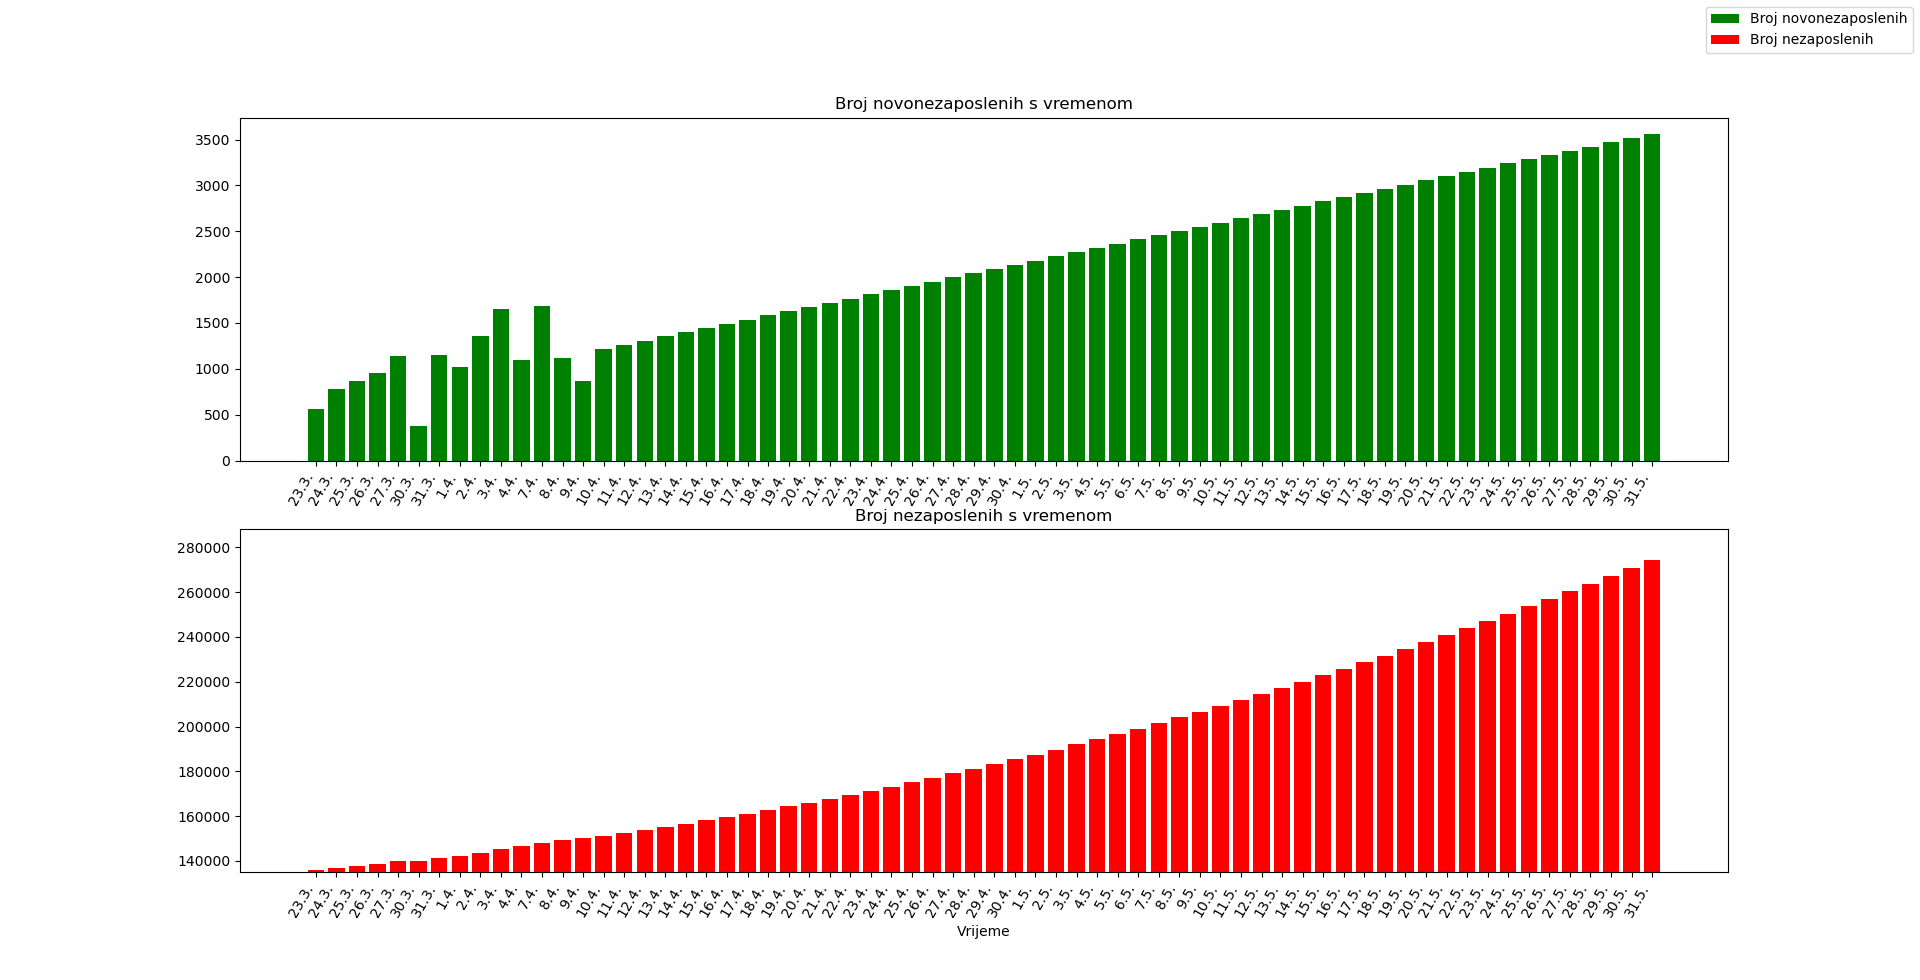 Broj novonezaposlenih
Broj nezaposlenih
Broj novonezaposlenih s vremenom
3500
3000
2500
2000
1500
1000
500
0
23.3. 24.3. 25.3. 26.3. 27.3. 30.3. 31.3. 1.4. 2.4. 3.4. 4.4. 7.4. 8.4. 9.4. 10.4. 11.4. 12.4. 13.4. 14.4. 15.4. 16.4. 17.4. 18.4. 19.4. 20.4. 21.4. 22.4. 23.4. 24.4. 25.4. 26.4. 27.4. 28.4. 29.4. 30.4. 1.5. 2.5. 3.5. 4.5. 5.5. 6.5. 7.5. 8.5. 9.5. 10.5. 11.5. 12.5. 13.5. 14.5. 15.5. 16.5. 17.5. 18.5. 19.5. 20.5. 21.5. 22.5. 23.5. 24.5. 25.5. 26.5. 27.5. 28.5. 29.5. 30.5. 31.5.
Broj nezaposlenih s vremenom
280000
260000
240000
220000
200000
180000
160000
140000
23.3. 24.3. 25.3. 26.3. 27.3. 30.3. 31.3. 1.4. 2.4. 3.4. 4.4. 7.4. 8.4. 9.4. 10.4. 11.4. 12.4. 13.4. 14.4. 15.4. 16.4. 17.4. 18.4. 19.4. 20.4. 21.4. 22.4. 23.4. 24.4. 25.4. 26.4. 27.4. 28.4. 29.4. 30.4. 1.5. 2.5. 3.5. 4.5. 5.5. 6.5. 7.5. 8.5. 9.5. 10.5. 11.5. 12.5. 13.5. 14.5. 15.5. 16.5. 17.5. 18.5. 19.5. 20.5. 21.5. 22.5. 23.5. 24.5. 25.5. 26.5. 27.5. 28.5. 29.5. 30.5. 31.5.
Vrijeme